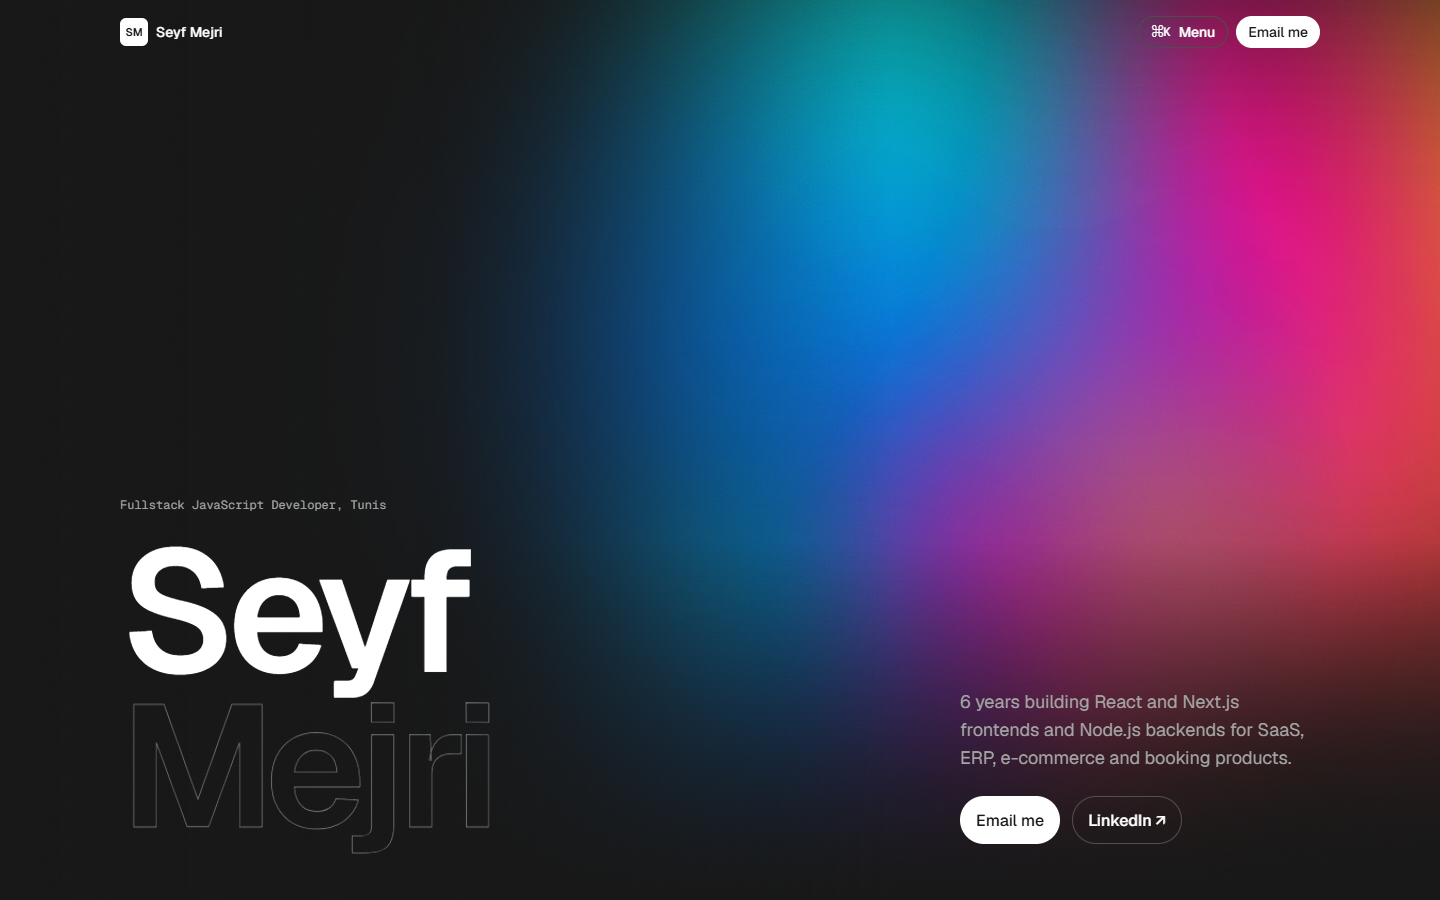 SM Seyf Mejri
⌘K Menu
Email me
Fullstack JavaScript Developer, Tunis
Seyf
Mejri
6 years building React and Next.js
frontends and Node.js backends for SaaS,
ERP, e-commerce and booking products.
Email me
LinkedIn ↗